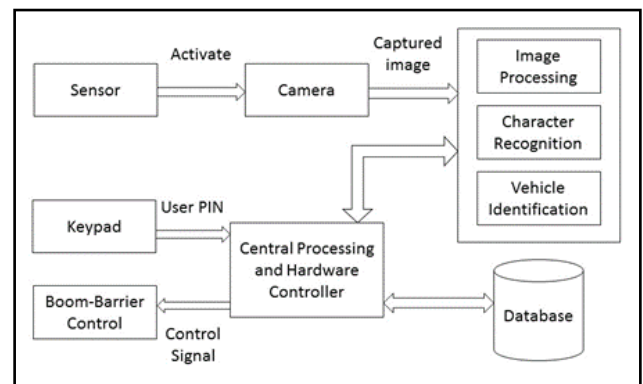 Activate
Captured
image
Sensor
Camera
Image
Processing
Character
Recognition
Vehicle
Identification
User PIN
Keypad
Central Processing
and Hardware
Controller
Boom-Barrier
Control
Control
Signal
Database